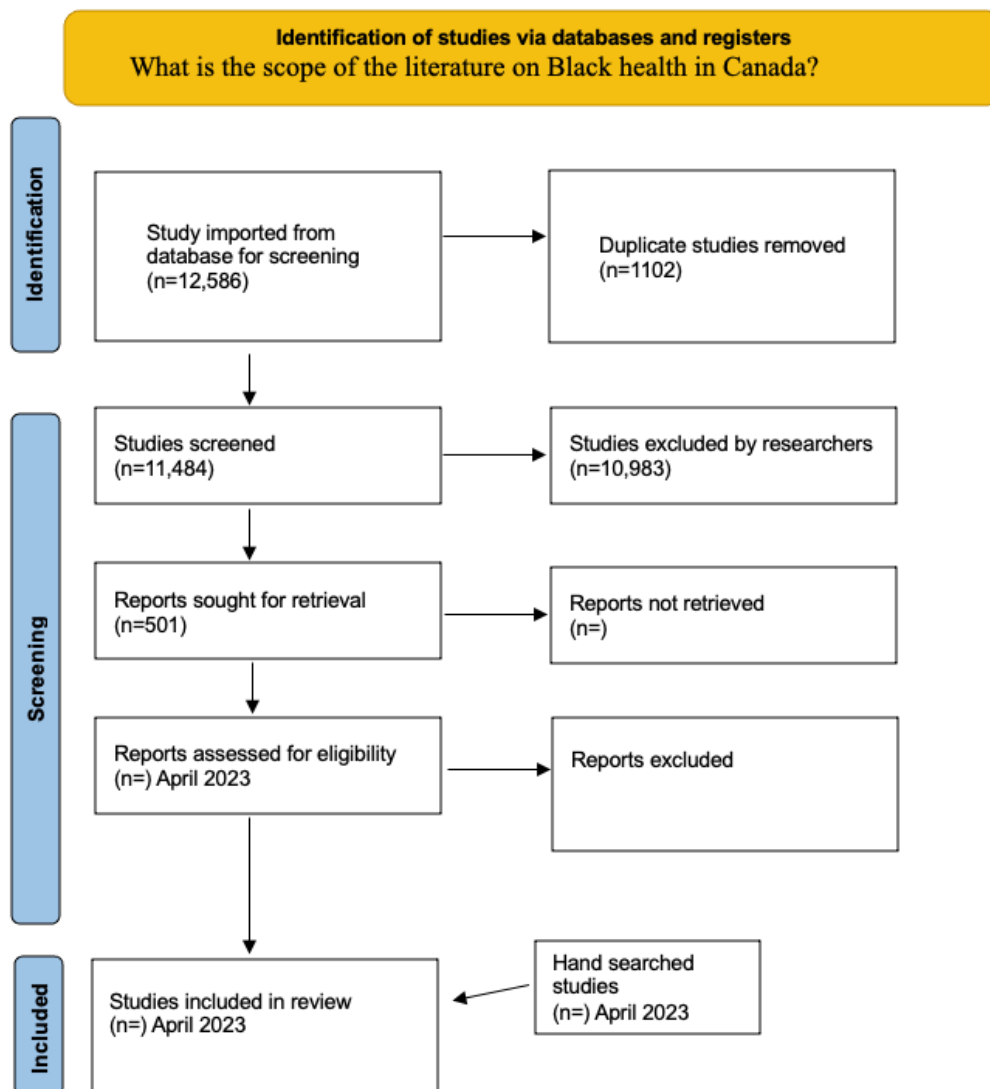 Identification of studies via databases and registers
What is the scope of the literature on Black health in Canada?
Identification
Study imported from
database for screening
(n=12,586)
Duplicate studies removed
(n=1102)
Screening
Studies screened
(n=11,484)
Studies excluded by researchers
(n=10,983)
Reports sought for retrieval
(n=501)
Reports not retrieved
(n=)
Reports assessed for eligibility
(n=) April 2023
Reports excluded
Included
Studies included in review
(n=) April 2023
Hand searched
studies
(n=) April 2023